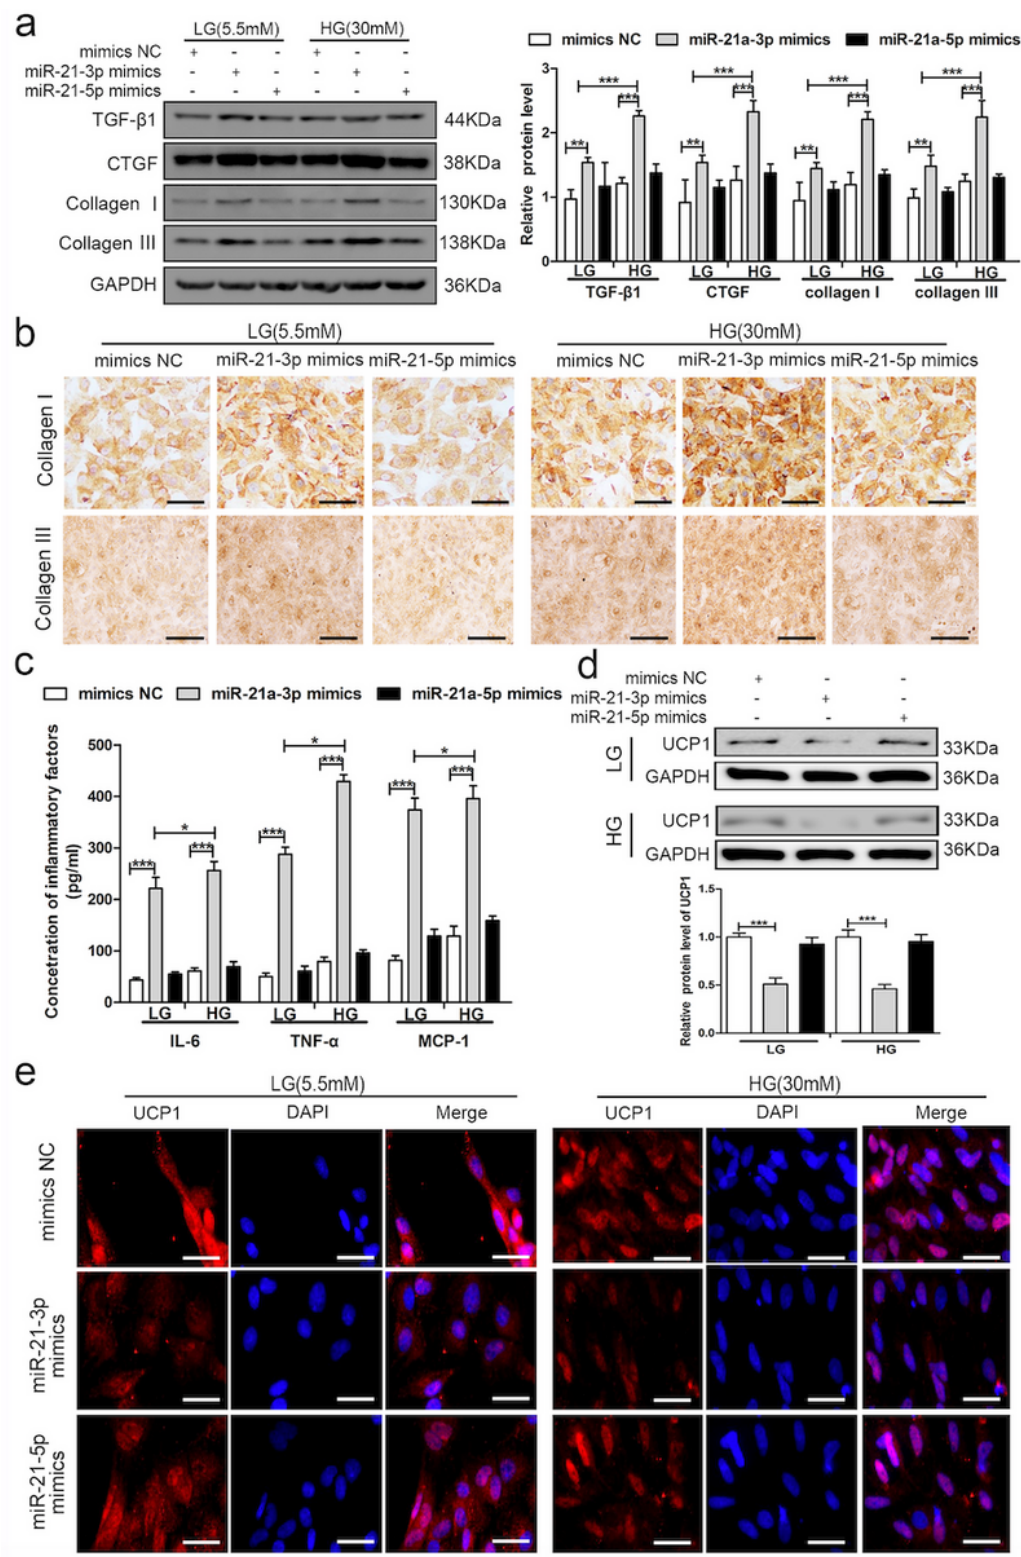 a
LG(5.5mM) HG(30mM)
mimics NC + - - + - -
miR-21-3p mimics - + - - + -
miR-21-5p mimics - - + - - +
TGF-β1 44KDa
CTGF 38KDa
Collagen I 130KDa
Collagen III 138KDa
GAPDH 36KDa
mimics NC miR-21a-3p mimics miR-21a-5p mimics
Relative protein level
3
2
1
0
** *** *** ** *** *** ** *** *** ** *** ***
LG HG LG HG LG HG LG HG
TGF-β1 CTGF collagen I collagen III
b
LG(5.5mM) HG(30mM)
mimics NC miR-21-3p mimics miR-21-5p mimics mimics NC miR-21-3p mimics miR-21-5p mimics
Collagen I
Collagen III
c
mimics NC miR-21a-3p mimics miR-21a-5p mimics
Concetration of inflammatory factors
(pg/ml)
500
400
300
200
100
0
*** * *** *** * *** *** * ***
LG HG LG HG LG HG
IL-6 TNF-α MCP-1
d
mimics NC + - -
miR-21-3p mimics - + -
miR-21-5p mimics - - +
LG
UCP1 33KDa
GAPDH 36KDa
HG
UCP1 33KDa
GAPDH 36KDa
Relative protein level of UCP1
1.5
1.0
0.5
0.0
*** ***
LG HG
e
LG(5.5mM) HG(30mM)
UCP1 DAPI Merge UCP1 DAPI Merge
mimics NC
miR-21-3p
mimics
miR-21-5p
mimics